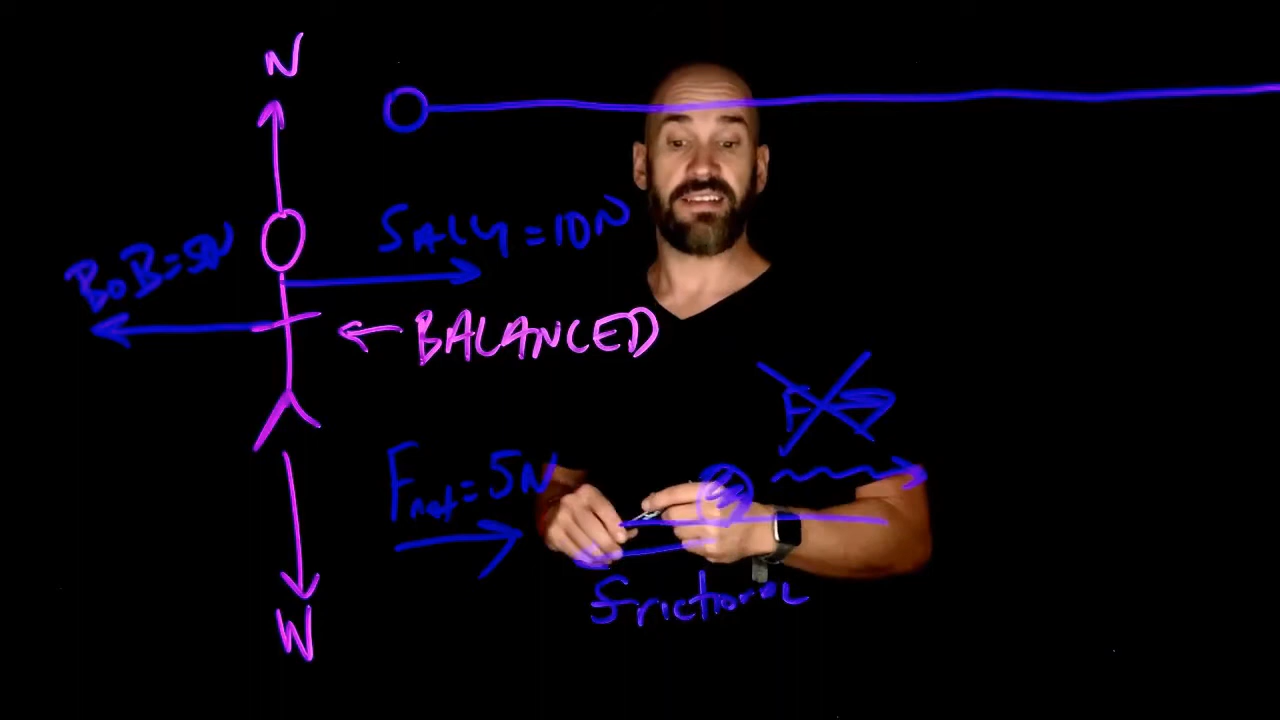 N
SALLY = 10N
BOB = 5N
← BALANCED
F
Fnet = 5N
frictional
W